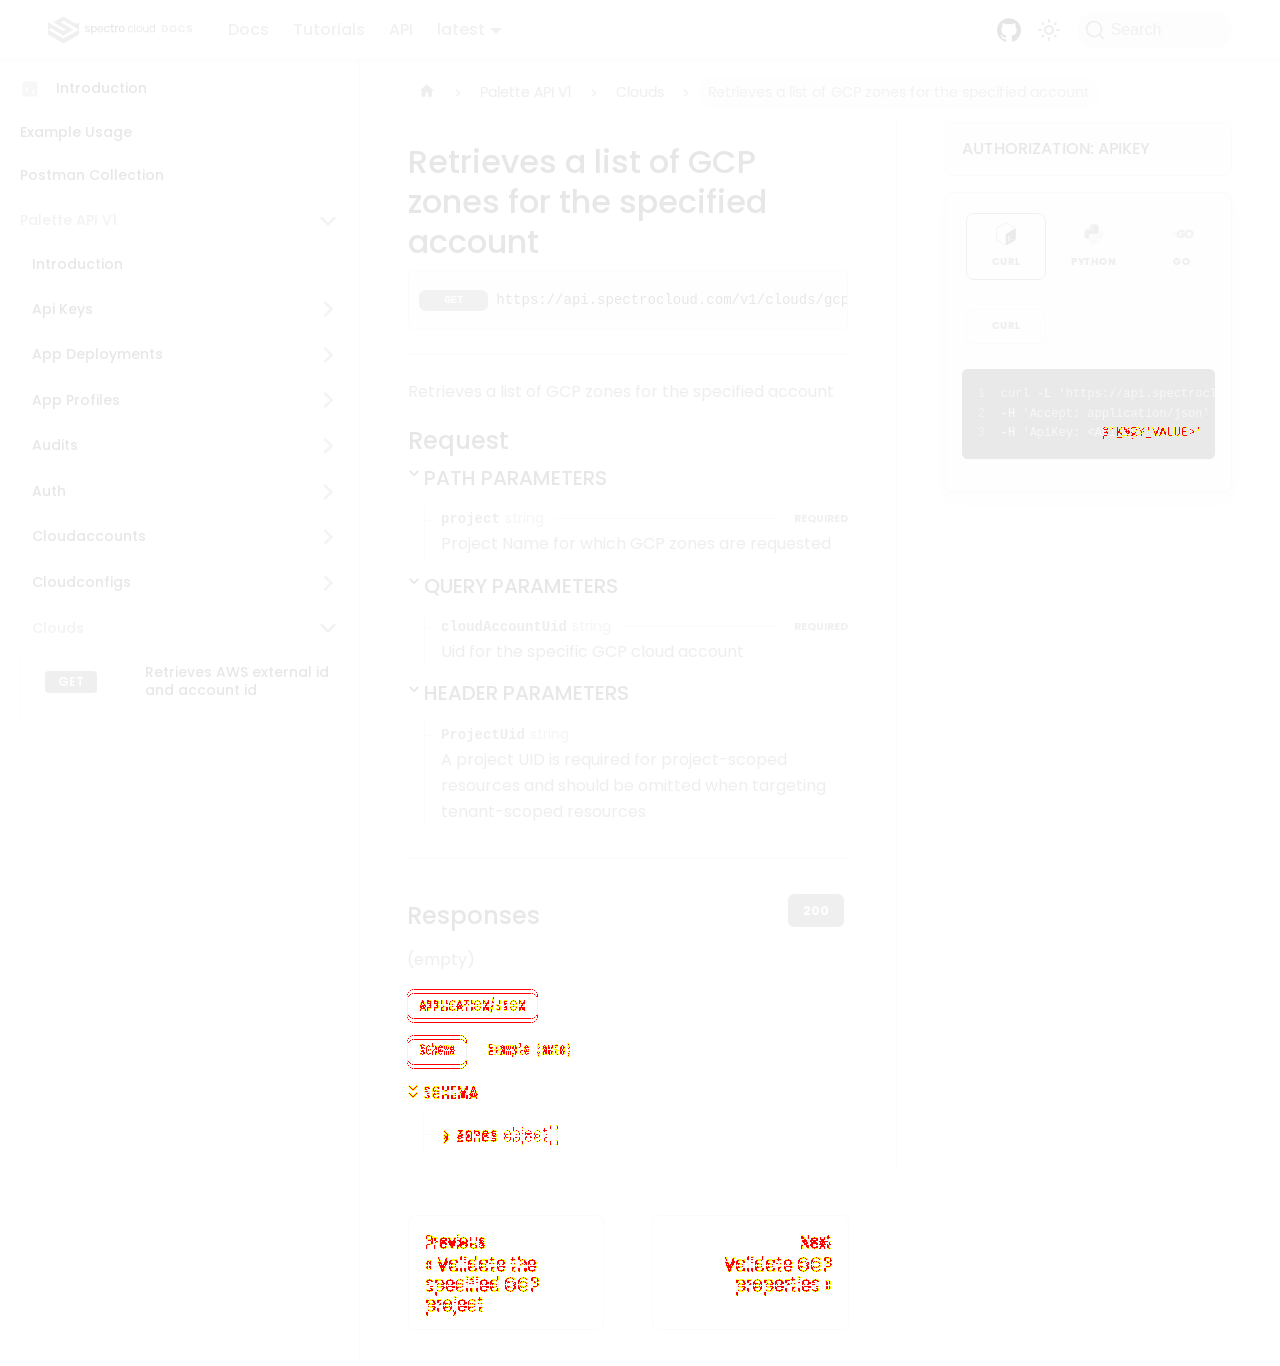 spectro cloud DOCS
Docs Tutorials API latest
Search
Introduction
Example Usage
Postman Collection
Palette API V1
Introduction
Api Keys
App Deployments
App Profiles
Audits
Auth
Cloudaccounts
Cloudconfigs
Clouds
GET Retrieves AWS external id
and account id
Palette API V1 Clouds Retrieves a list of GCP zones for the specified account
Retrieves a list of GCP
zones for the specified
account
GET https://api.spectrocloud.com/v1/clouds/gcp
Retrieves a list of GCP zones for the specified account
Request
PATH PARAMETERS
project string REQUIRED
Project Name for which GCP zones are requested
QUERY PARAMETERS
cloudAccountUid string REQUIRED
Uid for the specific GCP cloud account
HEADER PARAMETERS
ProjectUid string
A project UID is required for project-scoped
resources and should be omitted when targeting
tenant-scoped resources
Responses 200
(empty)
APPLICATION/JSON
Schema Example (auto)
SCHEMA
zones object[]
Previous
« Validate the
specified GCP
project
Next
Validate GCP
properties »
AUTHORIZATION: APIKEY
CURL PYTHON GO GO
CURL
1 curl -L 'https://api.spectrocl
2 -H 'Accept: application/json'
3 -H 'ApiKey: VALUE>'